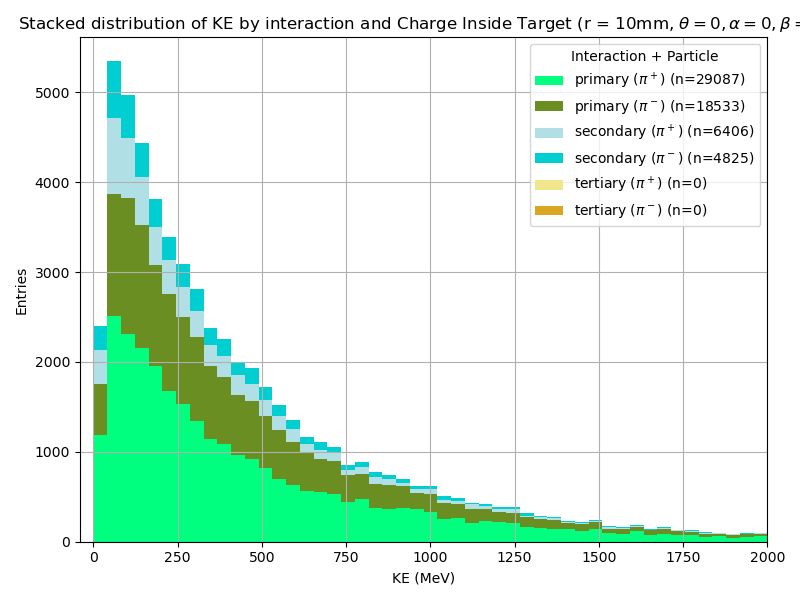 Stacked distribution of KE by interaction and Charge Inside Target (r = 10mm, θ = 0, α = 0, β =
Interaction + Particle
primary (π⁺) (n=29087)
primary (π⁻) (n=18533)
secondary (π⁺) (n=6406)
secondary (π⁻) (n=4825)
tertiary (π⁺) (n=0)
tertiary (π⁻) (n=0)
Entries
5000
4000
3000
2000
1000
0
0 250 500 750 1000 1250 1500 1750 2000
KE (MeV)